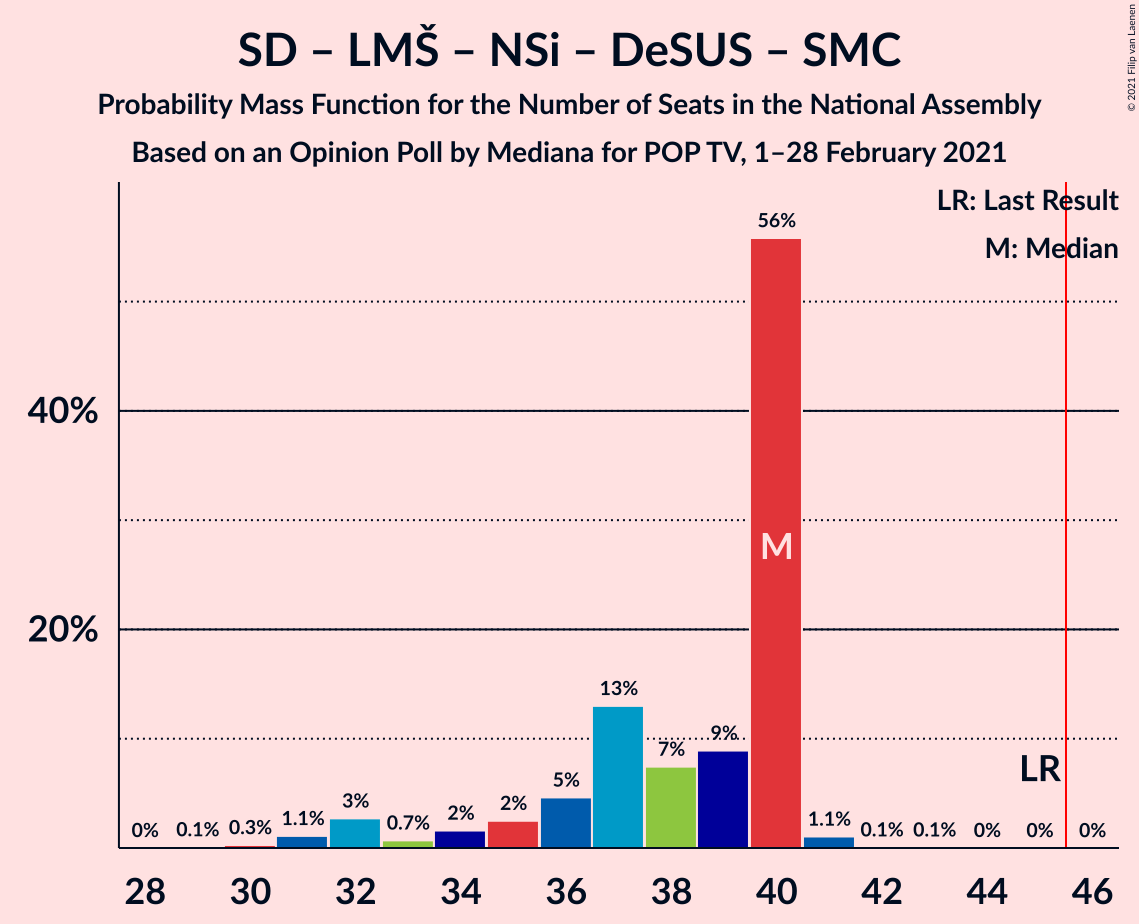 SD – LMŠ – NSi – DeSUS – SMC
Probability Mass Function for the Number of Seats in the National Assembly
Based on an Opinion Poll by Mediana for POP TV, 1–28 February 2021
© 2021 Filip van Laenen
LR: Last Result
M: Median
56%
40%
M
20%
13%
9%
7%
LR
5%
3%
2%
2%
1.1%
0.7%
1.1%
0% 0.1% 0.3% 0.1% 0.1% 0% 0% 0%
28 30 32 34 36 38 40 42 44 46